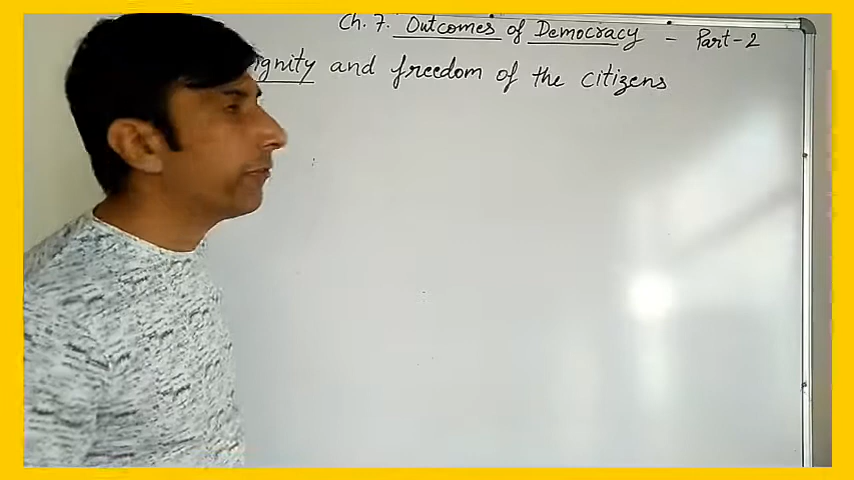 Ch. 7. Outcomes of Democracy - Part-2
and freedom of the citizens